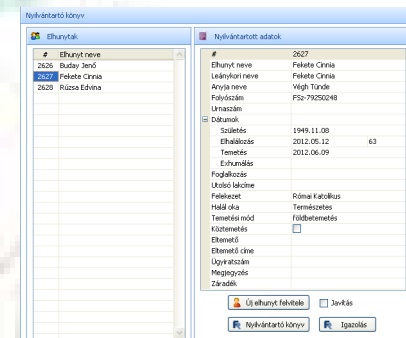 Nyilvántartó könyv
Elhunytak
# Elhunyt neve
2626 Buday Jenő
2627 Fekete Cinnia
2628 Rúzsa Edvina
Nyilvántartott adatok
# 2627
Elhunyt neve Fekete Cinnia
Leánykori neve Fekete Cinnia
Anyja neve Végh Tünde
Folyószám FSz-79250248
Urnaszám
Dátumok
Születés 1949.11.08
Elhalálozás 2012.05.12 63
Temetés 2012.06.09
Exhumálás
Foglalkozás
Utolsó lakcíme
Felekezet Római Katolikus
Halál oka Természetes
Temetési mód földbetemetés
Köztemetés
Eltemető
Eltemető címe
Ügyiratszám
Megjegyzés
Záradék
Új elhunyt felvitele Javítás
Nyilvántartó könyv Igazolás